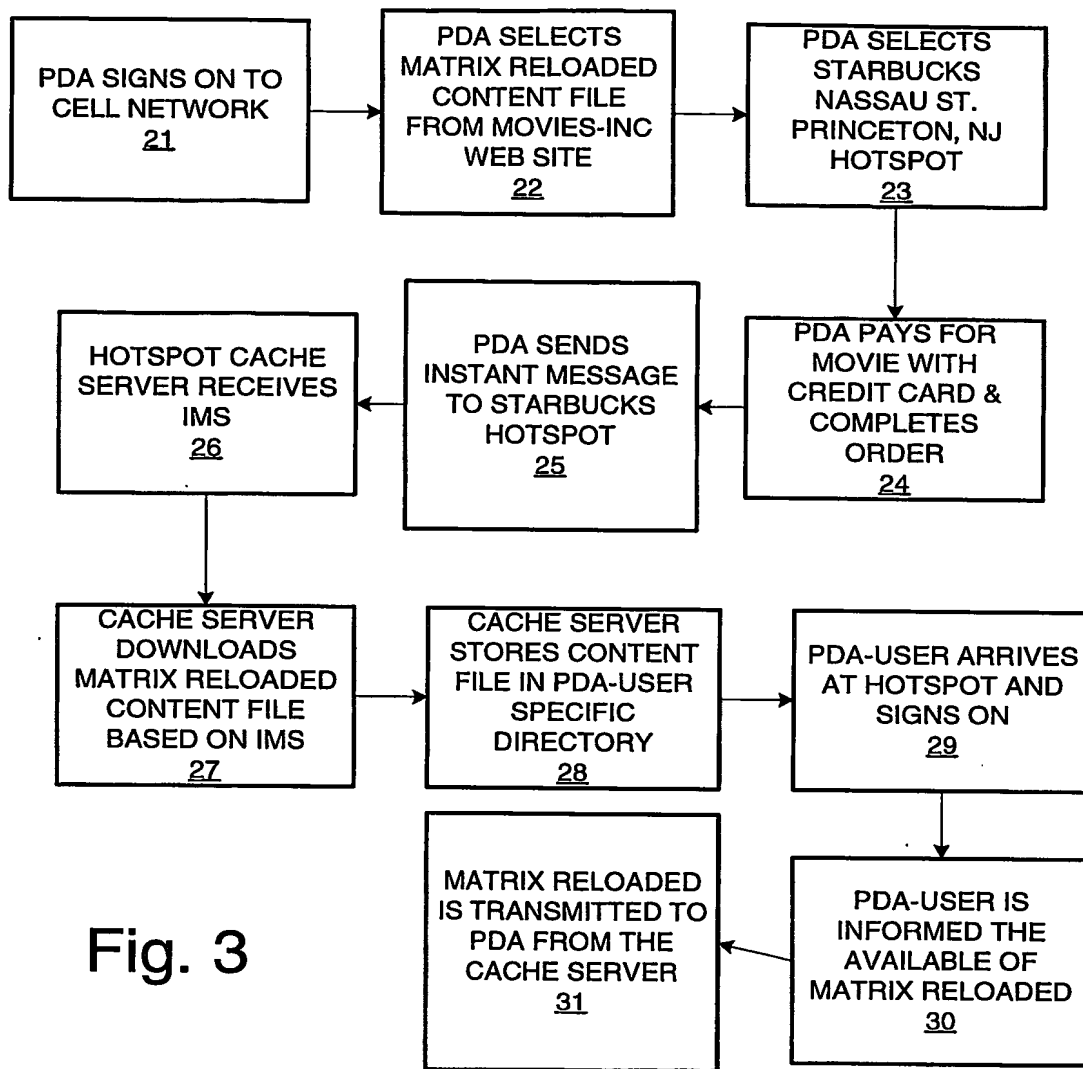 PDA SIGNS ON TO
CELL NETWORK
21
PDA SELECTS
MATRIX RELOADED
CONTENT FILE
FROM MOVIES-INC
WEB SITE
22
PDA SELECTS
STARBUCKS
NASSAU ST.
PRINCETON, NJ
HOTSPOT
23
PDA PAYS FOR
MOVIE WITH
CREDIT CARD &
COMPLETES
ORDER
24
PDA SENDS
INSTANT MESSAGE
TO STARBUCKS
HOTSPOT
25
HOTSPOT CACHE
SERVER RECEIVES
IMS
26
CACHE SERVER
DOWNLOADS
MATRIX RELOADED
CONTENT FILE
BASED ON IMS
27
CACHE SERVER
STORES CONTENT
FILE IN PDA-USER
SPECIFIC
DIRECTORY
28
PDA-USER ARRIVES
AT HOTSPOT AND
SIGNS ON
29
PDA-USER IS
INFORMED THE
AVAILABLE OF
MATRIX RELOADED
30
MATRIX RELOADED
IS TRANSMITTED TO
PDA FROM THE
CACHE SERVER
31
Fig. 3